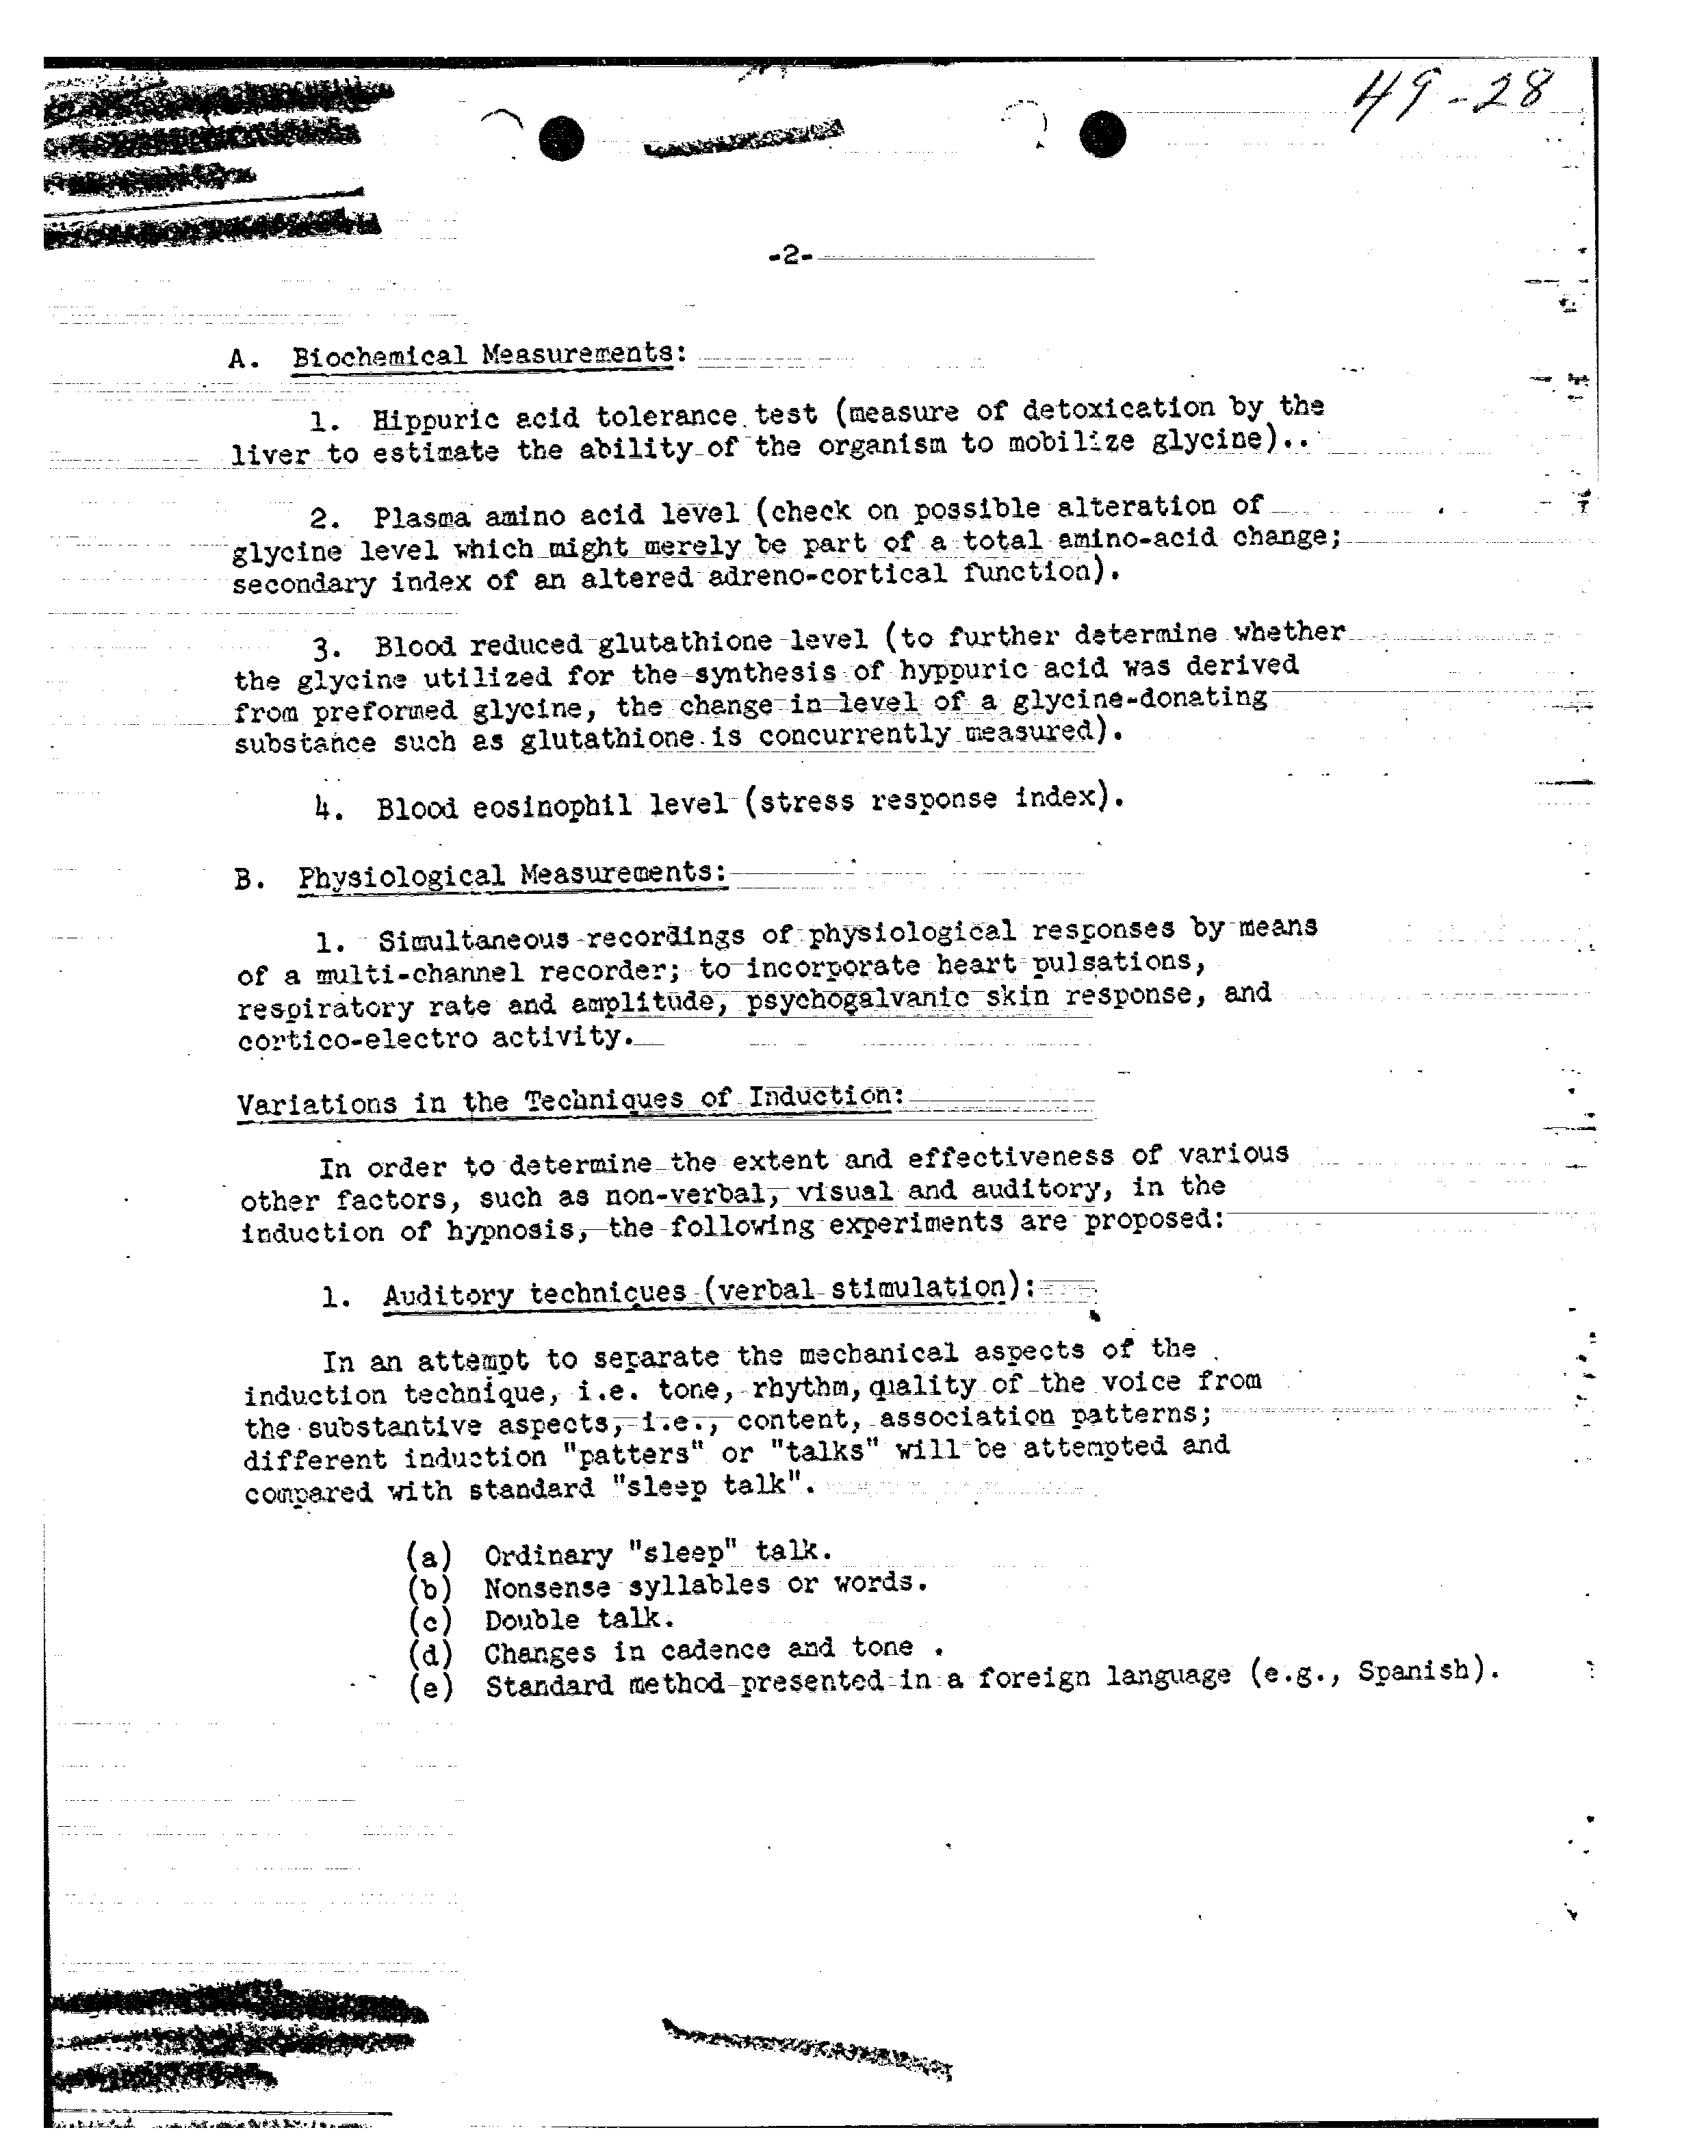 49-28
-2-
A. Biochemical Measurements:
1. Hippuric acid tolerance test (measure of detoxication by the
liver to estimate the ability of the organism to mobilize glycine)..
2. Plasma amino acid level (check on possible alteration of
glycine level which might merely be part of a total amino-acid change;
secondary index of an altered adreno-cortical function).
3. Blood reduced glutathione level (to further determine whether
the glycine utilized for the synthesis of hyppuric acid was derived
from preformed glycine, the change in level of a glycine-donating
substance such as glutathione is concurrently measured).
4. Blood eosinophil level (stress response index).
B. Physiological Measurements:
1. Simultaneous recordings of physiological responses by means
of a multi-channel recorder; to incorporate heart pulsations,
respiratory rate and amplitude, psychogalvanic skin response, and
cortico-electro activity.
Variations in the Techniques of Induction:
In order to determine the extent and effectiveness of various
other factors, such as non-verbal, visual and auditory, in the
induction of hypnosis, the following experiments are proposed:
1. Auditory techniques (verbal stimulation):
In an attempt to separate the mechanical aspects of the
induction technique, i.e. tone, rhythm, quality of the voice from
the substantive aspects, i.e., content, association patterns;
different induction "patters" or "talks" will be attempted and
compared with standard "sleep talk".
(a) Ordinary "sleep" talk.
(b) Nonsense syllables or words.
(c) Double talk.
(d) Changes in cadence and tone .
(e) Standard method presented in a foreign language (e.g., Spanish).